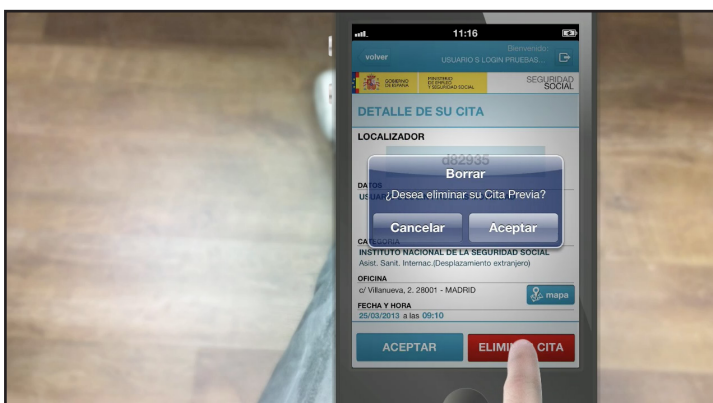 11:16
Bienvenido:
volver
USUARIO S LOGIN PRUEBAS...
GOBIERNO
DE ESPAÑA
MINISTERIO
DE EMPLEO
Y SEGURIDAD SOCIAL
SEGURIDAD
SOCIAL
DETALLE DE SU CITA
LOCALIZADOR
d82935
Borrar
¿Desea eliminar su Cita Previa?
Cancelar
Aceptar
INSTITUTO NACIONAL DE LA SEGURIDAD SOCIAL
Asist. Sanit. Internac.(Desplazamiento extranjero)
OFICINA
c/ Villanueva, 2. 28001 - MADRID
mapa
FECHA Y HORA
25/03/2013 a las 09:10
ACEPTAR
CITA